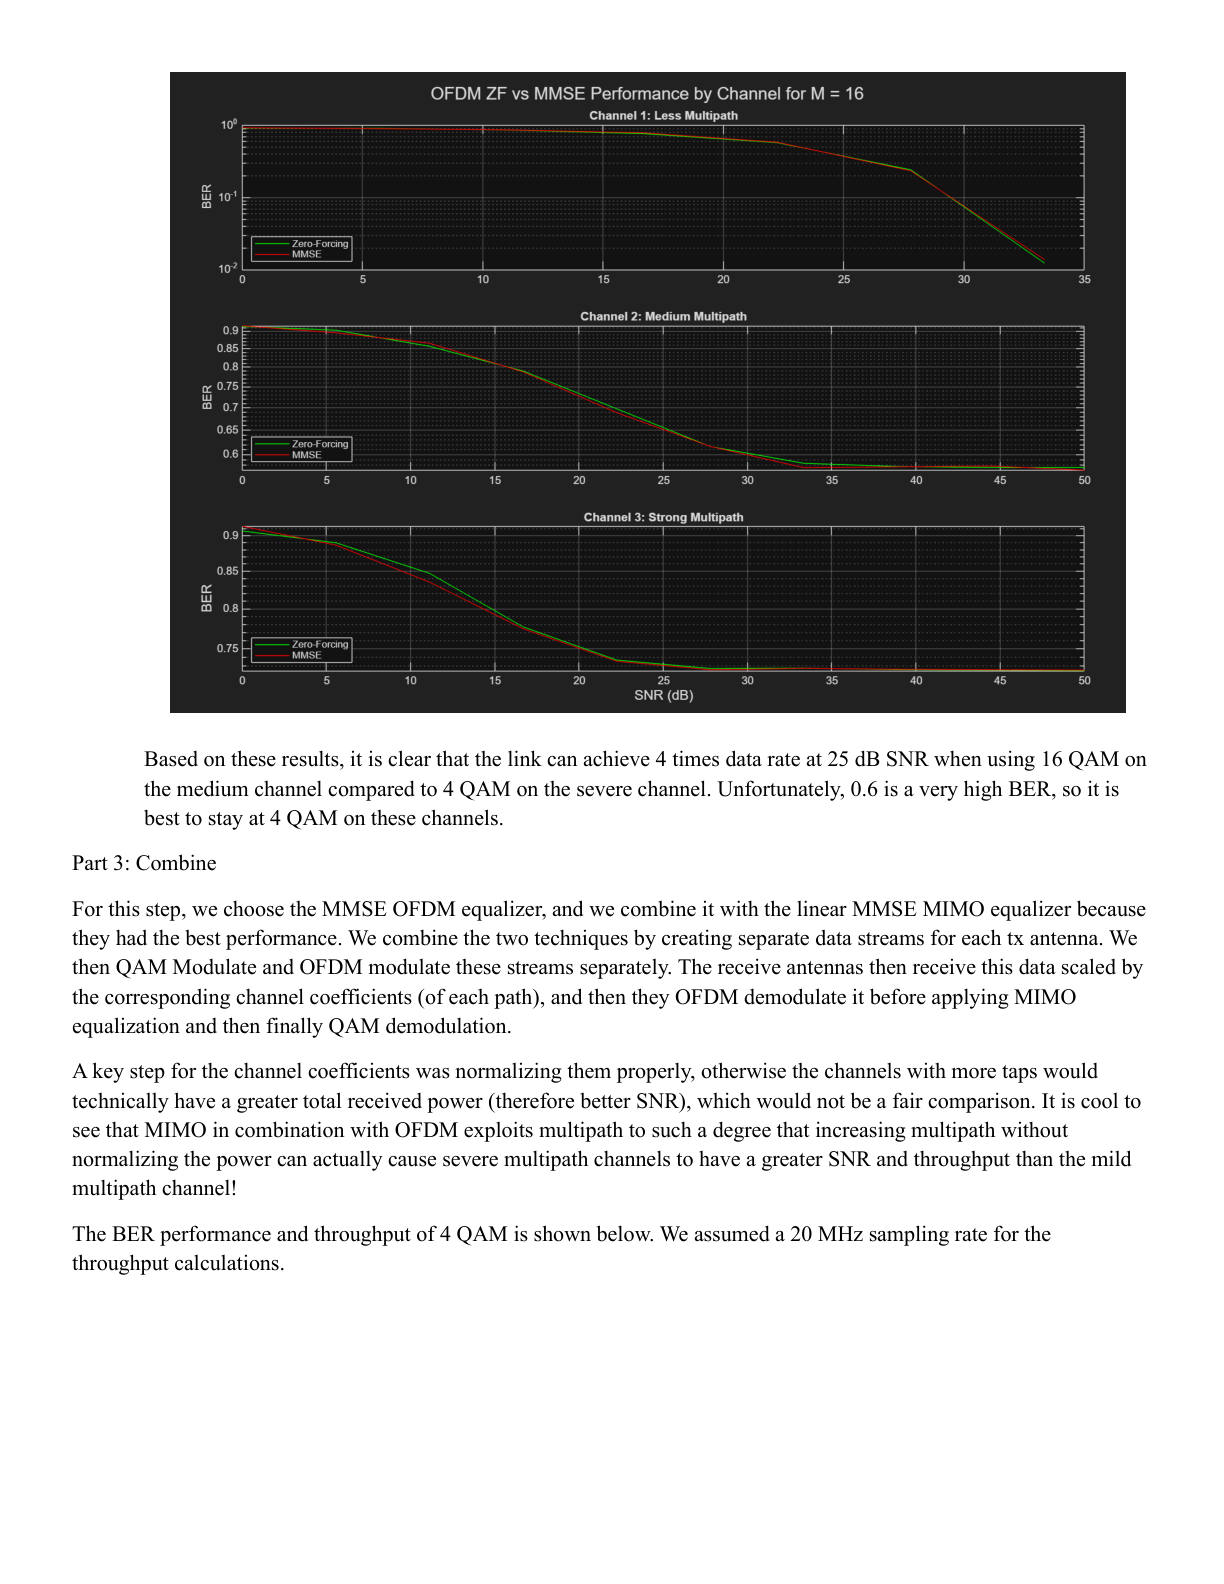 OFDM ZF vs MMSE Performance by Channel for M = 16
Channel 1: Less Multipath
10⁰
10⁻¹
10⁻²
BER
Zero-Forcing
MMSE
0 5 10 15 20 25 30 35
Channel 2: Medium Multipath
0.9
0.85
0.8
0.75
0.7
0.65
0.6
BER
Zero-Forcing
MMSE
0 5 10 15 20 25 30 35 40 45 50
Channel 3: Strong Multipath
0.9
0.85
0.8
0.75
BER
Zero-Forcing
MMSE
0 5 10 15 20 25 30 35 40 45 50
SNR (dB)
Based on these results, it is clear that the link can achieve 4 times data rate at 25 dB SNR when using 16 QAM on
the medium channel compared to 4 QAM on the severe channel. Unfortunately, 0.6 is a very high BER, so it is
best to stay at 4 QAM on these channels.
Part 3: Combine
For this step, we choose the MMSE OFDM equalizer, and we combine it with the linear MMSE MIMO equalizer because
they had the best performance. We combine the two techniques by creating separate data streams for each tx antenna. We
then QAM Modulate and OFDM modulate these streams separately. The receive antennas then receive this data scaled by
the corresponding channel coefficients (of each path), and then they OFDM demodulate it before applying MIMO
equalization and then finally QAM demodulation.
A key step for the channel coefficients was normalizing them properly, otherwise the channels with more taps would
technically have a greater total received power (therefore better SNR), which would not be a fair comparison. It is cool to
see that MIMO in combination with OFDM exploits multipath to such a degree that increasing multipath without
normalizing the power can actually cause severe multipath channels to have a greater SNR and throughput than the mild
multipath channel!
The BER performance and throughput of 4 QAM is shown below. We assumed a 20 MHz sampling rate for the
throughput calculations.